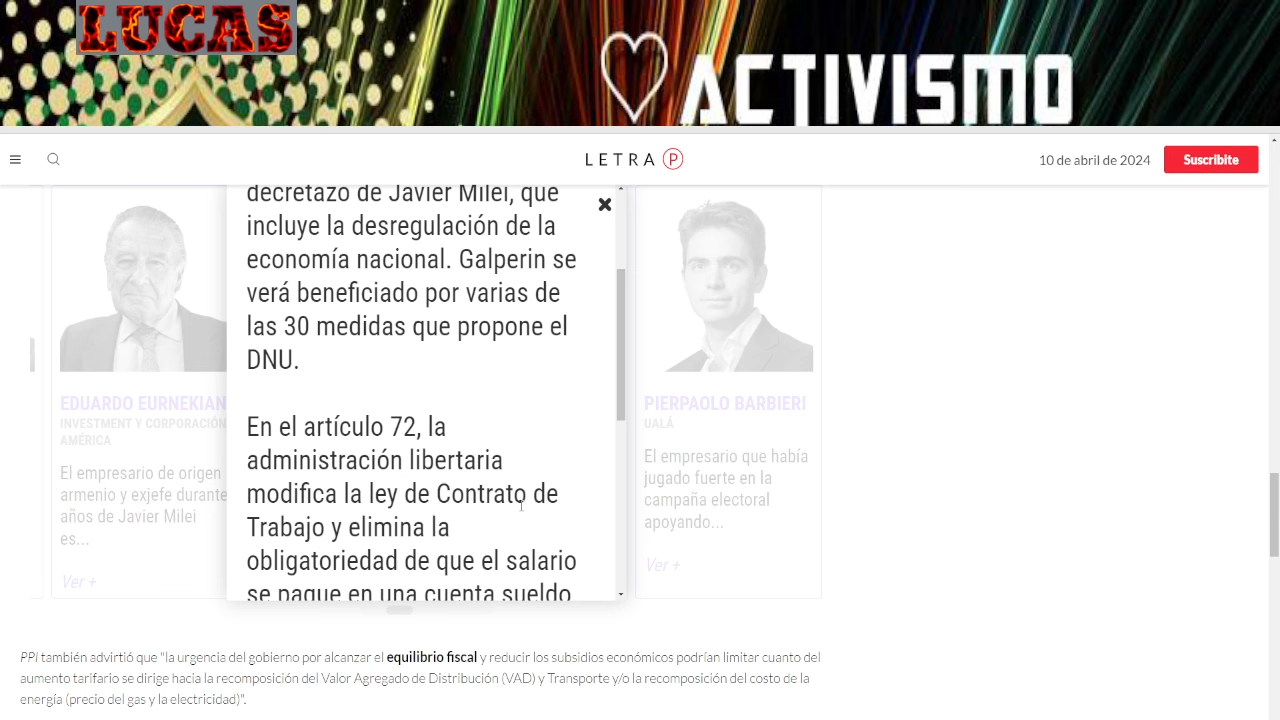 LUCAS
ACTIVISMO
LETRA P
10 de abril de 2024
Suscribite
decretazo de Javier Milei, que
incluye la desregulación de la
economía nacional. Galperin se
verá beneficiado por varias de
las 30 medidas que propone el
DNU.
En el artículo 72, la
administración libertaria
modifica la ley de Contrato de
Trabajo y elimina la
obligatoriedad de que el salario
se pague en una cuenta sueldo
EDUARDO EURNEKIAN
INVESTMENT Y CORPORACIÓN
AMÉRICA
El empresario de origen
armenio y exjefe durante
años de Javier Milei
es...
Ver +
PIERPAOLO BARBIERI
UALÁ
El empresario que había
jugado fuerte en la
campaña electoral
apoyando...
Ver +
PPI también advirtió que "la urgencia del gobierno por alcanzar el equilibrio fiscal y reducir los subsidios económicos podrían limitar cuanto del
aumento tarifario se dirige hacia la recomposición del Valor Agregado de Distribución (VAD) y Transporte y/o la recomposición del costo de la
energía (precio del gas y la electricidad)".